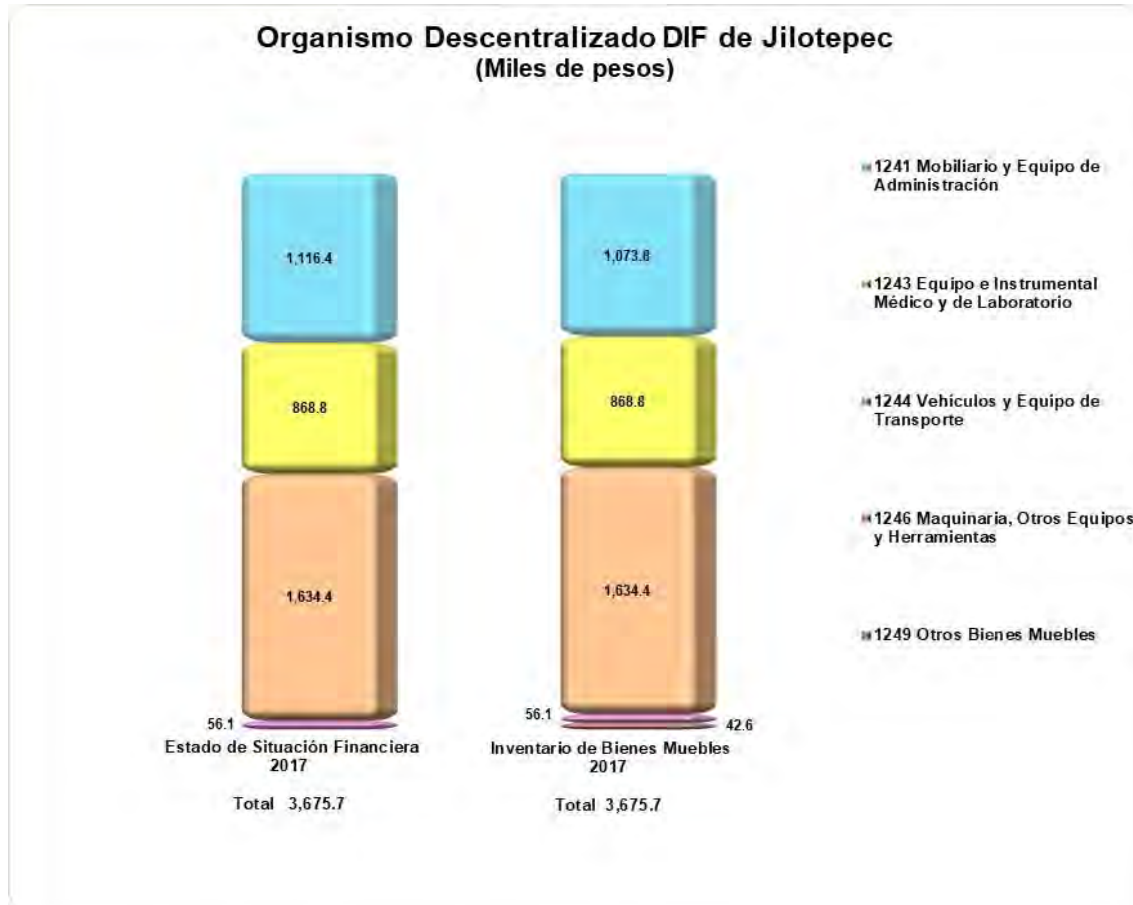 Organismo Descentralizado DIF de Jilotepec
(Miles de pesos)
1,116.4
868.8
1,634.4
56.1
Estado de Situación Financiera
2017
Total 3,675.7
1,073.8
868.8
1,634.4
56.1
42.6
Inventario de Bienes Muebles
2017
Total 3,675.7
1241 Mobiliario y Equipo de
Administración
1243 Equipo e Instrumental
Médico y de Laboratorio
1244 Vehículos y Equipo de
Transporte
1246 Maquinaria, Otros Equipos
y Herramientas
1249 Otros Bienes Muebles